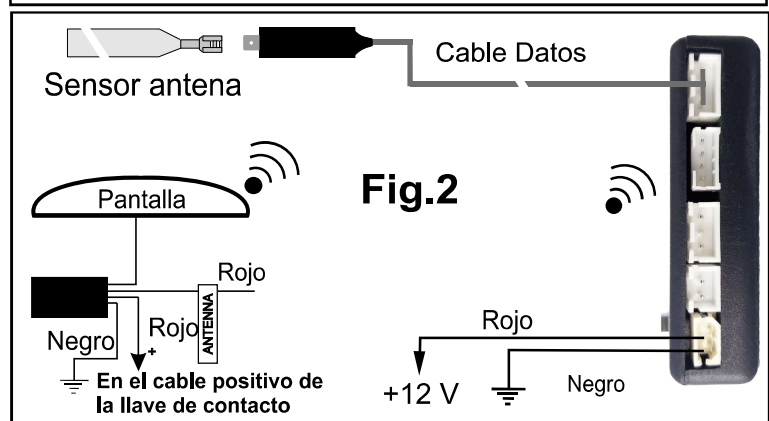 Cable Datos
Sensor antena
Fig.2
Pantalla
Rojo
ANTENNA
Negro
Rojo
+
En el cable positivo de
la llave de contacto
Rojo
+12 V
Negro